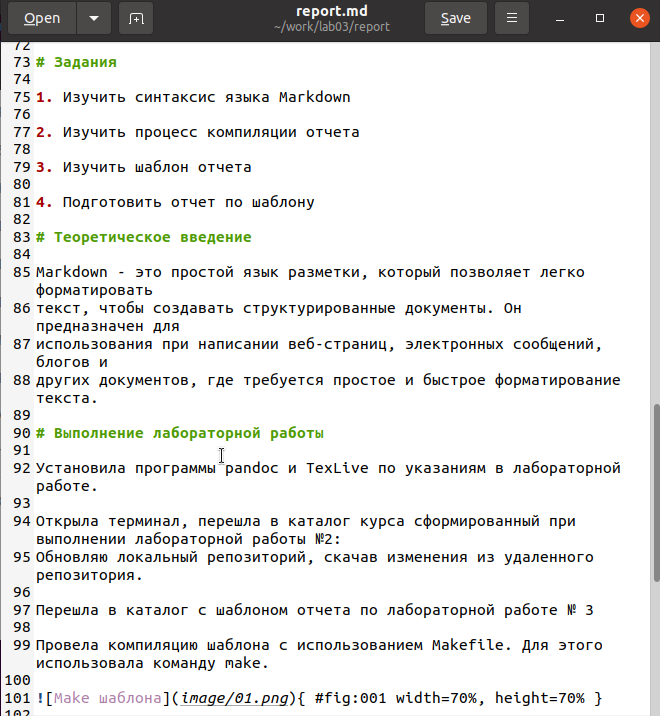 Open
report.md
~/work/lab03/report
Save
72
73 # Задания
74
75 1. Изучить синтаксис языка Markdown
76
77 2. Изучить процесс компиляции отчета
78
79 3. Изучить шаблон отчета
80
81 4. Подготовить отчет по шаблону
82
83 # Теоретическое введение
84
85 Markdown - это простой язык разметки, который позволяет легко
форматировать
86 текст, чтобы создавать структурированные документы. Он
предназначен для
87 использования при написании веб-страниц, электронных сообщений,
блогов и
88 других документов, где требуется простое и быстрое форматирование
текста.
89
90 # Выполнение лабораторной работы
91
92 Установила программы pandoc и TexLive по указаниям в лабораторной
работе.
93
94 Открыла терминал, перешла в каталог курса сформированный при
выполнении лабораторной работы №2:
95 Обновляю локальный репозиторий, скачав изменения из удаленного
репозитория.
96
97 Перешла в каталог с шаблоном отчета по лабораторной работе № 3
98
99 Провела компиляцию шаблона с использованием Makefile. Для этого
использовала команду make.
100
101 ![Make шаблона](image/01.png){ #fig:001 width=70%, height=70% }
102